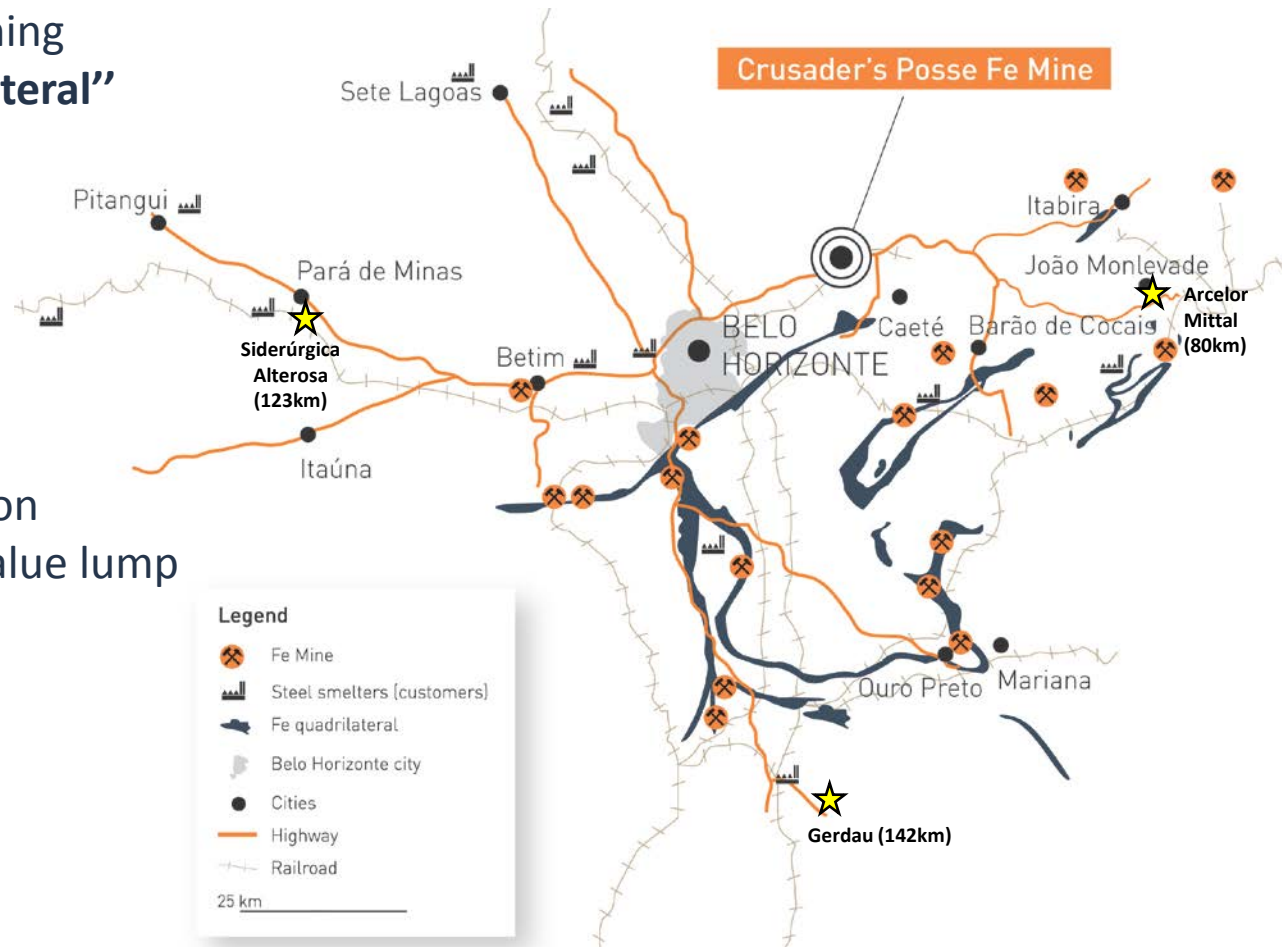 ning
teral”
on
alue lump
Crusader's Posse Fe Mine
Sete Lagoas
Pitangui
Itabira
Pará de Minas
João Monlevade
Arcelor
Mittal
(80km)
BELO
HORIZONTE
Caeté
Barão de Cocais
Siderúrgica
Alterosa
(123km)
Betim
Itaúna
Ouro Preto
Mariana
Gerdau (142km)
Legend
Fe Mine
Steel smelters (customers)
Fe quadrilateral
Belo Horizonte city
Cities
Highway
Railroad
25 km